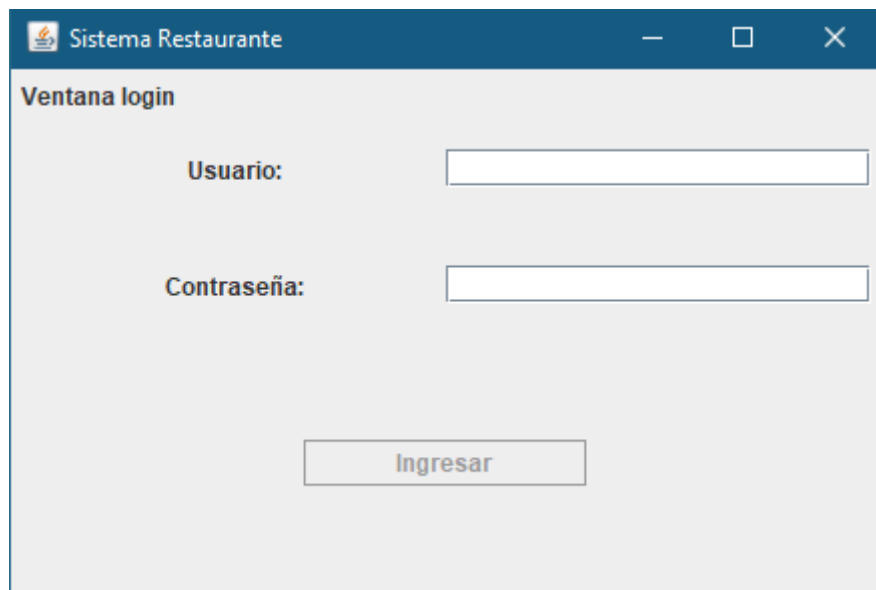 Sistema Restaurante
Ventana login
Usuario:
Contraseña:
Ingresar